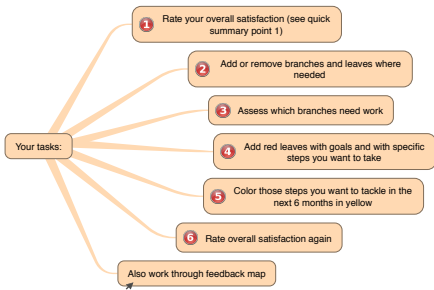 1 Rate your overall satisfaction (see quick
summary point 1)
2 Add or remove branches and leaves where
needed
3 Assess which branches need work
Your tasks:
4 Add red leaves with goals and with specific
steps you want to take
5 Color those steps you want to tackle in the
next 6 months in yellow
6 Rate overall satisfaction again
Also work through feedback map